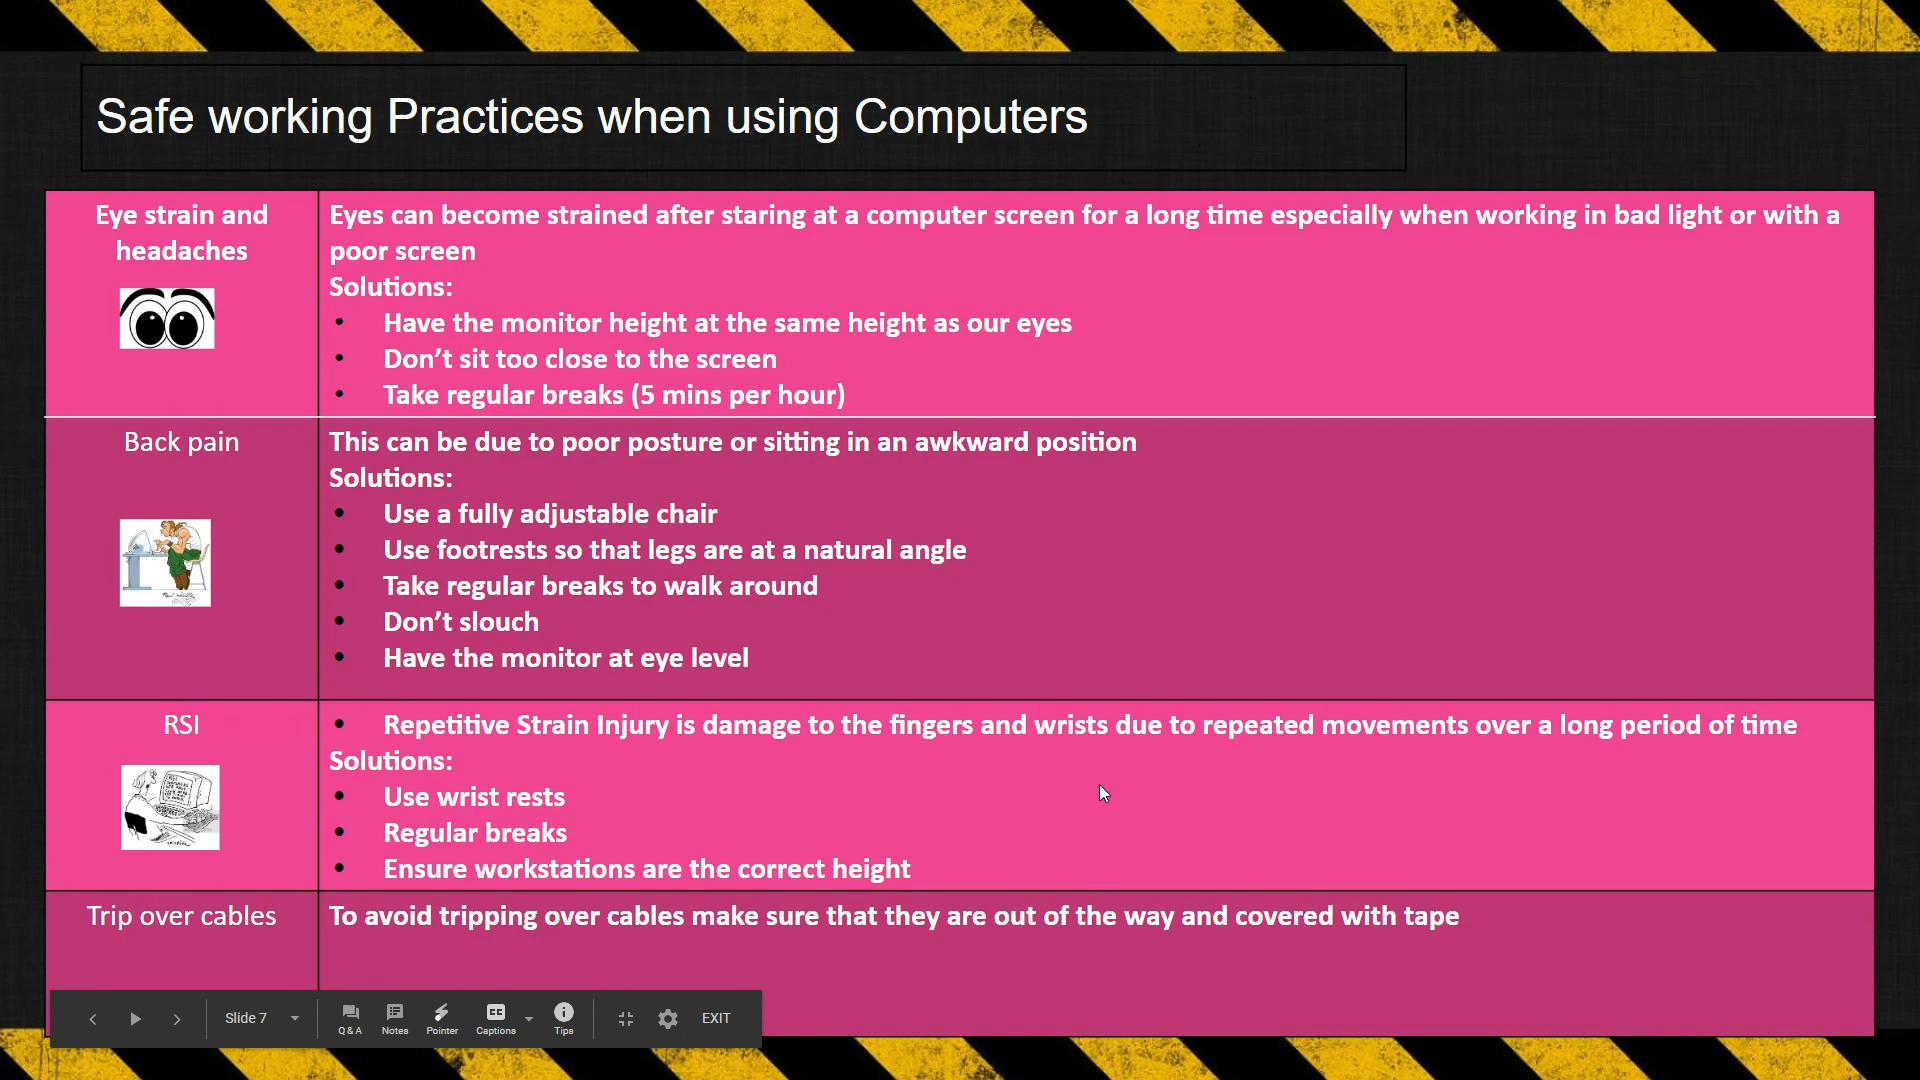 Safe working Practices when using Computers
Eye strain and
headaches
Eyes can become strained after staring at a computer screen for a long time especially when working in bad light or with a
poor screen
Solutions:
• Have the monitor height at the same height as our eyes
• Don’t sit too close to the screen
• Take regular breaks (5 mins per hour)
Back pain
This can be due to poor posture or sitting in an awkward position
Solutions:
• Use a fully adjustable chair
• Use footrests so that legs are at a natural angle
• Take regular breaks to walk around
• Don’t slouch
• Have the monitor at eye level
RSI
• Repetitive Strain Injury is damage to the fingers and wrists due to repeated movements over a long period of time
Solutions:
• Use wrist rests
• Regular breaks
• Ensure workstations are the correct height
Trip over cables
To avoid tripping over cables make sure that they are out of the way and covered with tape
Slide 7
Q & A
Notes
Pointer
CC
Captions
Tips
EXIT